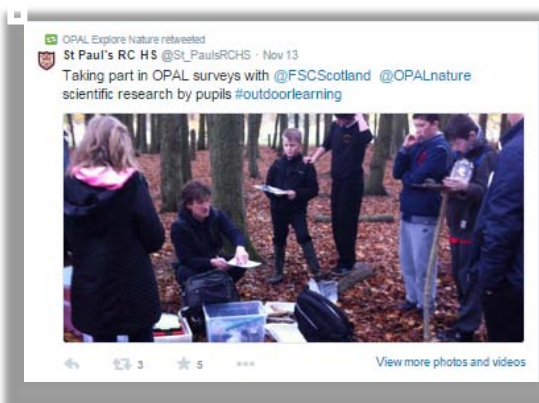 OPAL Explore Nature retweeted
St Paul's RC HS @St_PaulsRCHS · Nov 13
Taking part in OPAL surveys with @FSCScotland @OPALnature
scientific research by pupils #outdoorlearning
3 5 View more photos and videos